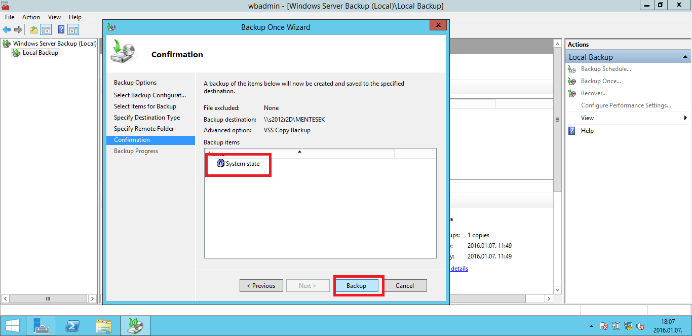 wbadmin - [Windows Server Backup (Local)\Local Backup]
File Action View Help
Windows Server Backup (Local)
Local Backup
Backup Once Wizard
Confirmation
Backup Options
Select Backup Configurat...
Select Items for Backup
Specify Destination Type
Specify Remote Folder
Confirmation
Backup Progress
A backup of the items below will now be created and saved to the specified
destination.
File excluded: None
Backup destination: \\s2012r2D\MENTESEK
Advanced option: VSS Copy Backup
Backup items
System state
< Previous Next > Backup Cancel
ups: 1 copies
2016.01.07. 11:49
2016.01.07. 11:49
details
Actions
Local Backup
Backup Schedule...
Backup Once...
Recover...
Configure Performance Settings...
View
Help
18:07
2016.01.07.